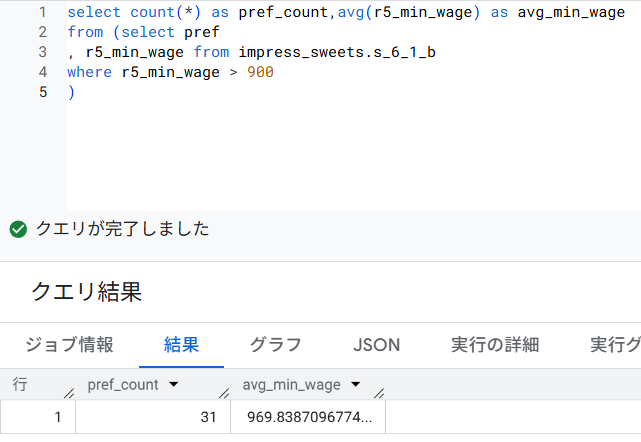 1 select count(*) as pref_count,avg(r5_min_wage) as avg_min_wage
2 from (select pref
3 , r5_min_wage from impress_sweets.s_6_1_b
4 where r5_min_wage > 900
5 )
クエリが完了しました
クエリ結果
ジョブ情報 結果 グラフ JSON 実行の詳細 実行グ
行 pref_count avg_min_wage
1 31 969.8387096774...